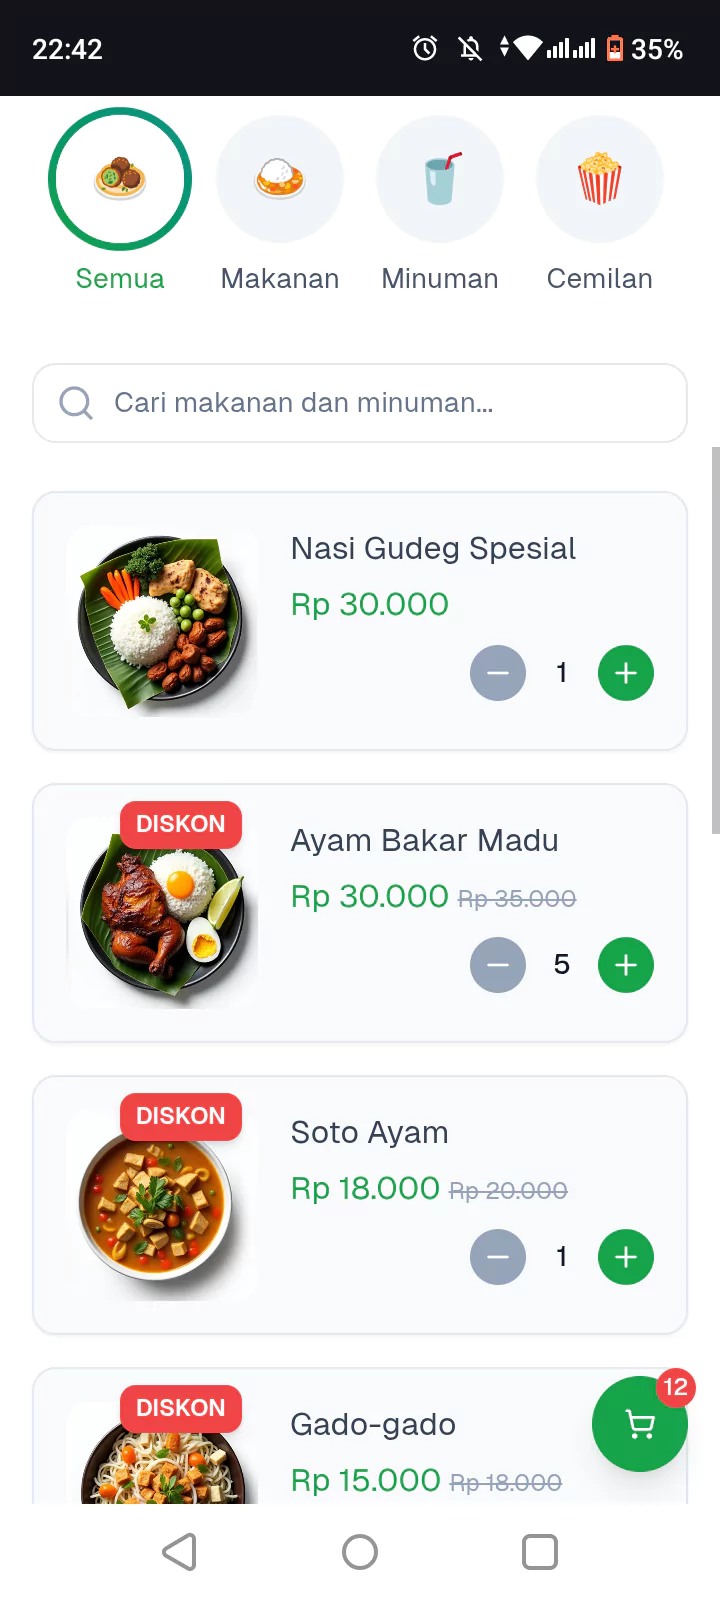 22:42
35%
Semua
Makanan
Minuman
Cemilan
Cari makanan dan minuman...
Nasi Gudeg Spesial
Rp 30.000
1
DISKON
Ayam Bakar Madu
Rp 30.000 Rp 35.000
5
DISKON
Soto Ayam
Rp 18.000 Rp 20.000
1
DISKON
12
Gado-gado
Rp 15.000 Rp 18.000